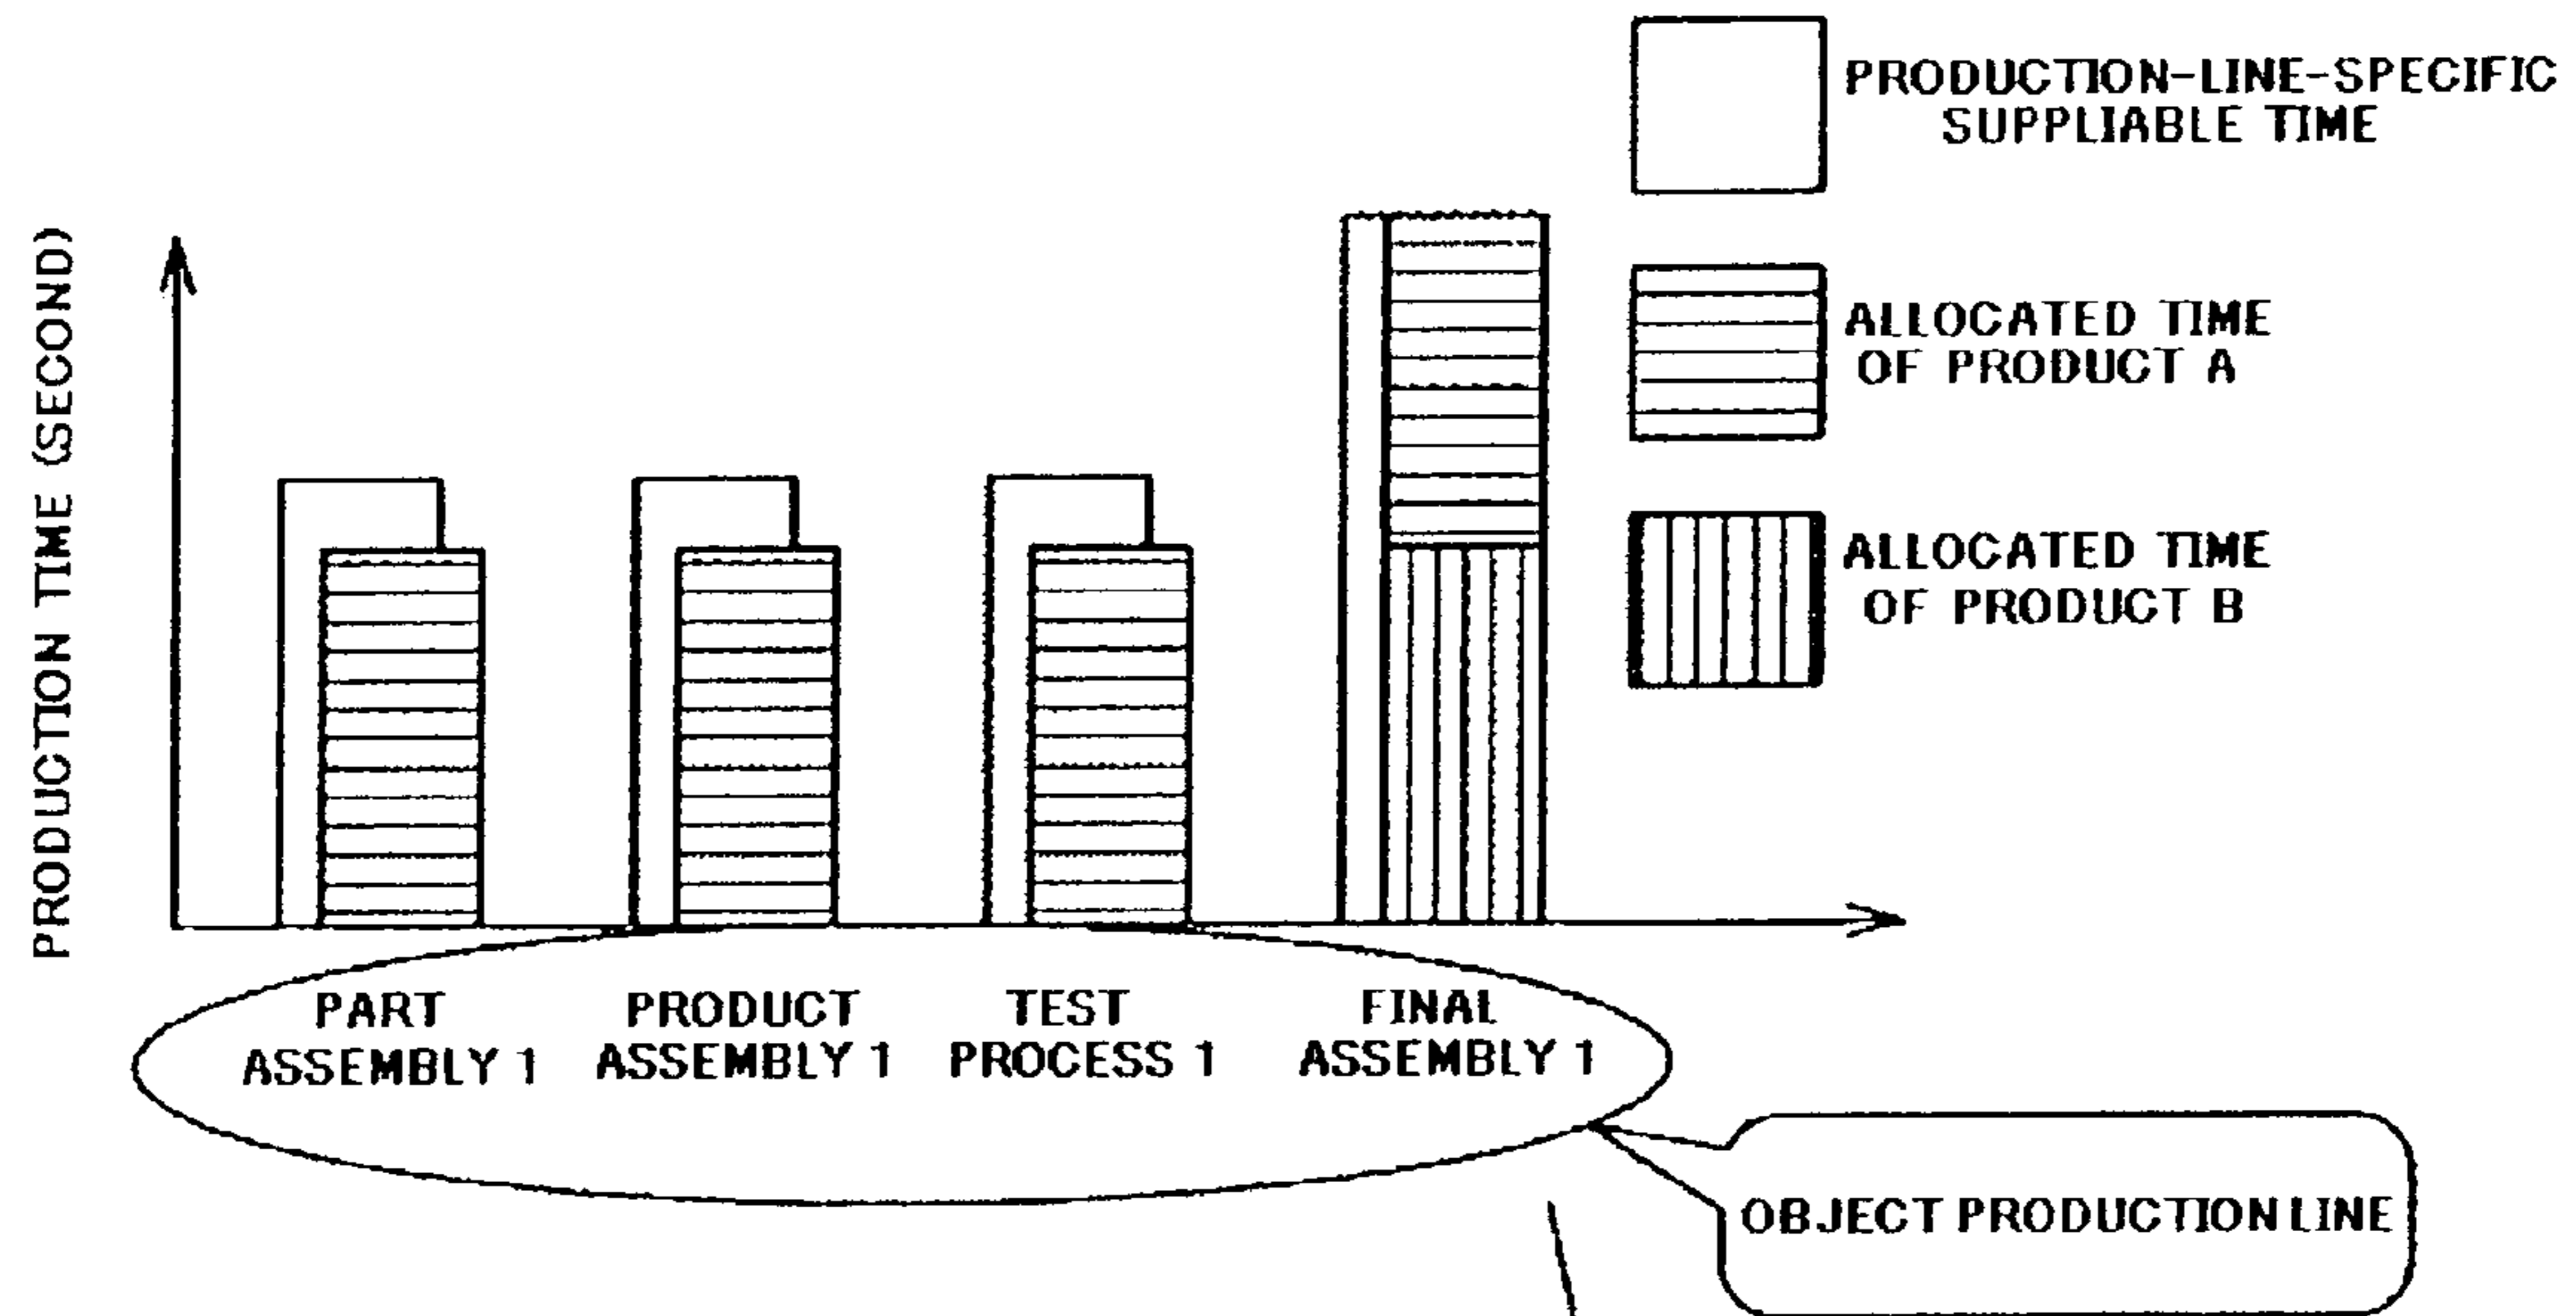 PRODUCTION TIME (SECOND)
PRODUCTION-LINE-SPECIFIC
SUPPLIABLE TIME
ALLOCATED TIME
OF PRODUCT A
ALLOCATED TIME
OF PRODUCT B
PART
ASSEMBLY 1
PRODUCT
ASSEMBLY 1
TEST
PROCESS 1
FINAL
ASSEMBLY 1
OBJECT PRODUCTION LINE